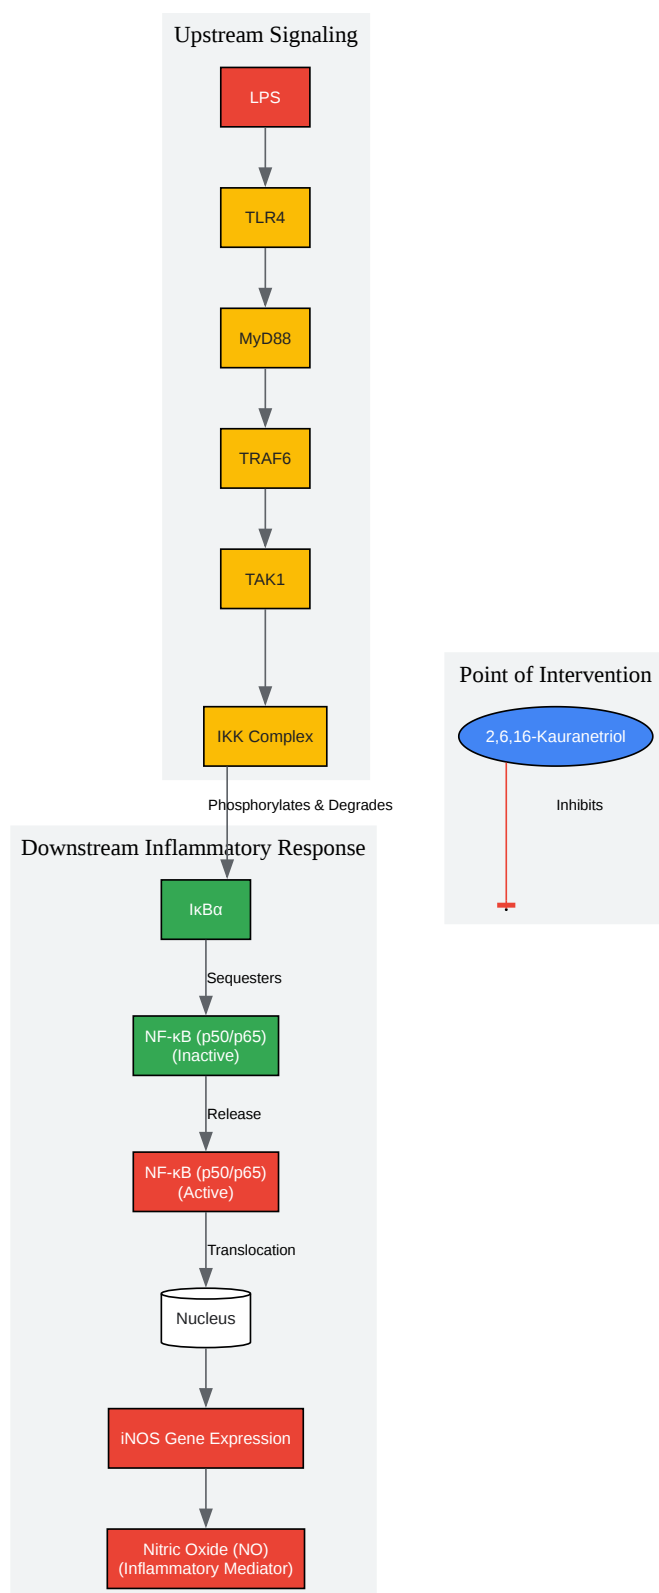 Upstream Signaling
LPS
TLR4
MyD88
TRAF6
TAK1
IKK Complex
Point of Intervention
2,6,16-Kauranetriol
Inhibits
Phosphorylates & Degrades
Downstream Inflammatory Response
IκBα
Sequesters
NF-κB (p50/p65)
(Inactive)
Release
NF-κB (p50/p65)
(Active)
Translocation
Nucleus
iNOS Gene Expression
Nitric Oxide (NO)
(Inflammatory Mediator)